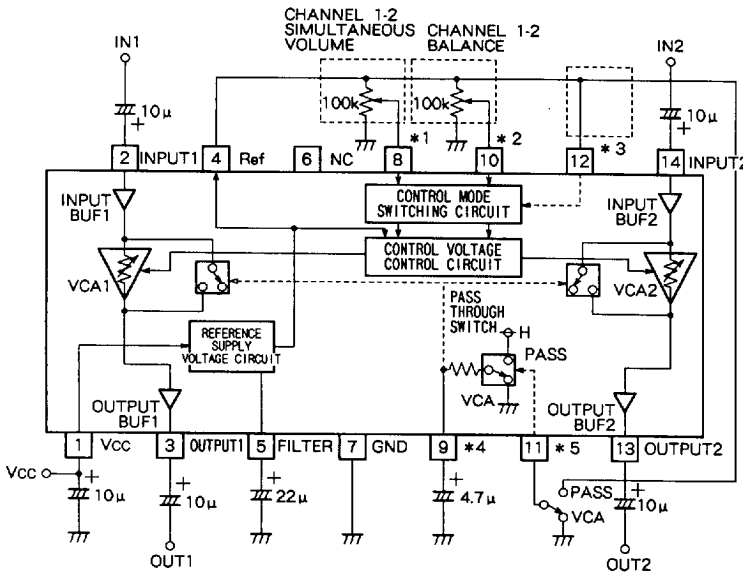 CHANNEL 1-2
SIMULTANEOUS
VOLUME
CHANNEL 1-2
BALANCE
IN1
IN2
100k
100k
10μ
+
10μ
+
*1
*2
*3
2 INPUT1
4 Ref
6 NC
8
10
12
14 INPUT2
INPUT
BUF1
CONTROL MODE
SWITCHING CIRCUIT
INPUT
BUF2
CONTROL VOLTAGE
CONTROL CIRCUIT
VCA1
VCA2
PASS
THROUGH
SWITCH
H
PASS
VCA
REFERENCE
SUPPLY
VOLTAGE CIRCUIT
OUTPUT
BUF1
OUTPUT
BUF2
1 VCC
3 OUTPUT1
5 FILTER
7 GND
9 *4
11 *5
13 OUTPUT2
VCC
+
10μ
+
10μ
+
22μ
+
4.7μ
PASS
VCA
+
10μ
OUT1
OUT2